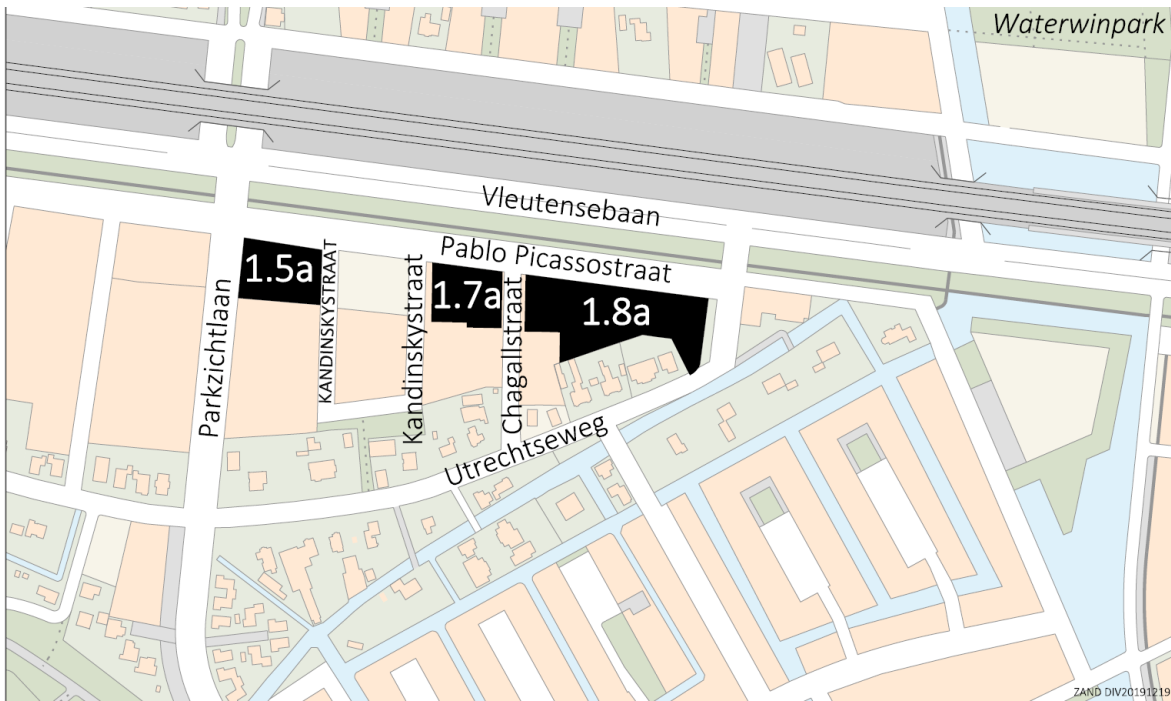 Waterwinpark
Vleutensebaan
Pablo Picassostraat
1.5a
KANDINSKYSTRAAT
Kandinskystraat
1.7a
Chagallstraat
1.8a
Parkzichtlaan
Utrechtseweg
ZAND DIV20191219